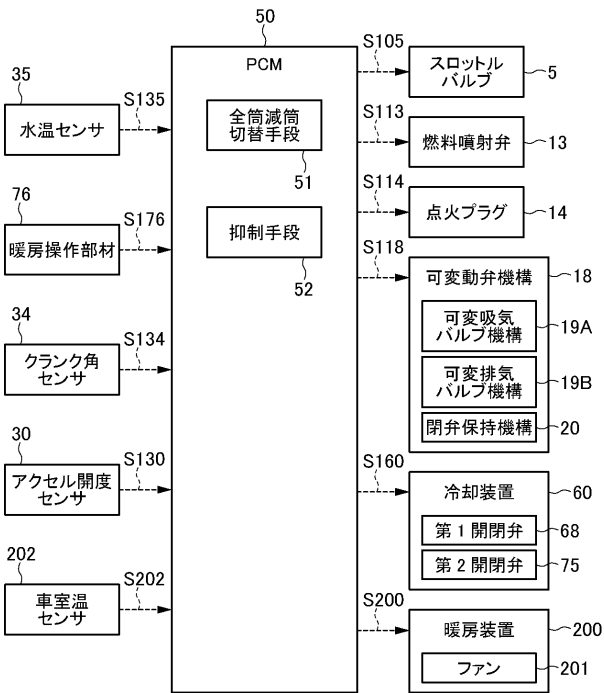 50
PCM
全筒減筒
切替手段
51
抑制手段
52
35
水温センサ
S135
76
暖房操作部材
S176
34
クランク角
センサ
S134
30
アクセル開度
センサ
S130
202
車室温
センサ
S202
S105
スロットル
バルブ
5
S113
燃料噴射弁
13
S114
点火プラグ
14
S118
可変動弁機構
18
可変吸気
バルブ機構
19A
可変排気
バルブ機構
19B
閉弁保持機構
20
S160
冷却装置
60
第1開閉弁
68
第2開閉弁
75
S200
暖房装置
200
ファン
201